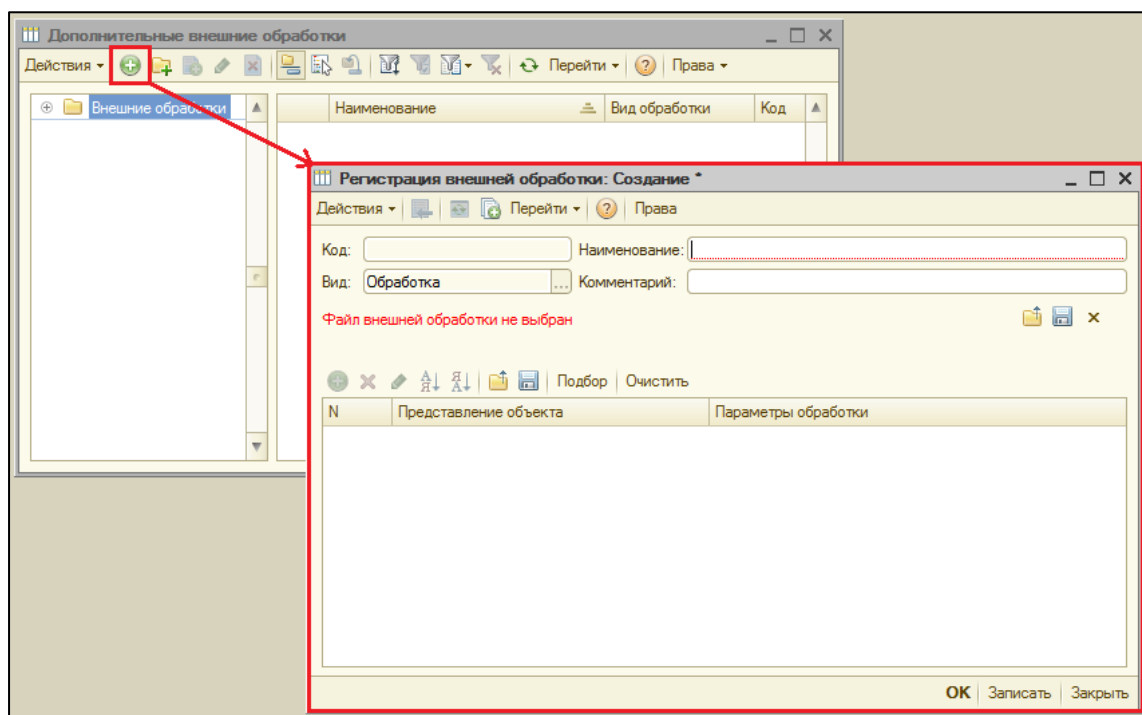 Дополнительные внешние обработки
Действия Перейти Права
Внешние обработки Наименование Вид обработки Код
Регистрация внешней обработки: Создание *
Действия Перейти Права
Код: Наименование:
Вид: Обработка ... Комментарий:
Файл внешней обработки не выбран
Подбор Очистить
N Представление объекта Параметры обработки
OK Записать Закрыть